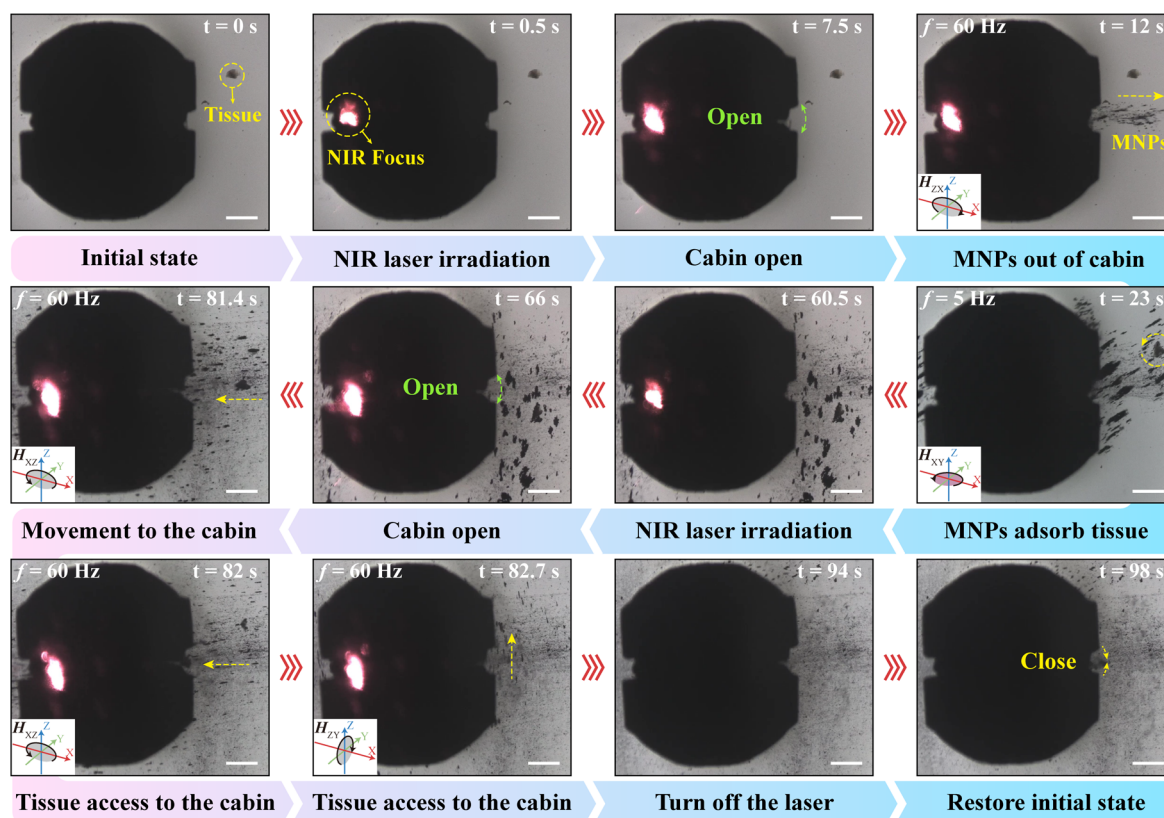 t = 0 s
Tissue
Initial state
t = 0.5 s
NIR Focus
NIR laser irradiation
t = 7.5 s
Open
Cabin open
f = 60 Hz
t = 12 s
MNPs
H ZX
Z
Y
X
MNPs out of cabin
f = 5 Hz
t = 23 s
H XY
Z
Y
X
MNPs adsorb tissue
t = 60.5 s
NIR laser irradiation
t = 66 s
Open
Cabin open
f = 60 Hz
t = 81.4 s
H XZ
Z
Y
X
Movement to the cabin
f = 60 Hz
t = 82 s
H XZ
Z
Y
X
Tissue access to the cabin
f = 60 Hz
t = 82.7 s
H ZY
Z
Y
X
Tissue access to the cabin
t = 94 s
Turn off the laser
t = 98 s
Close
Restore initial state